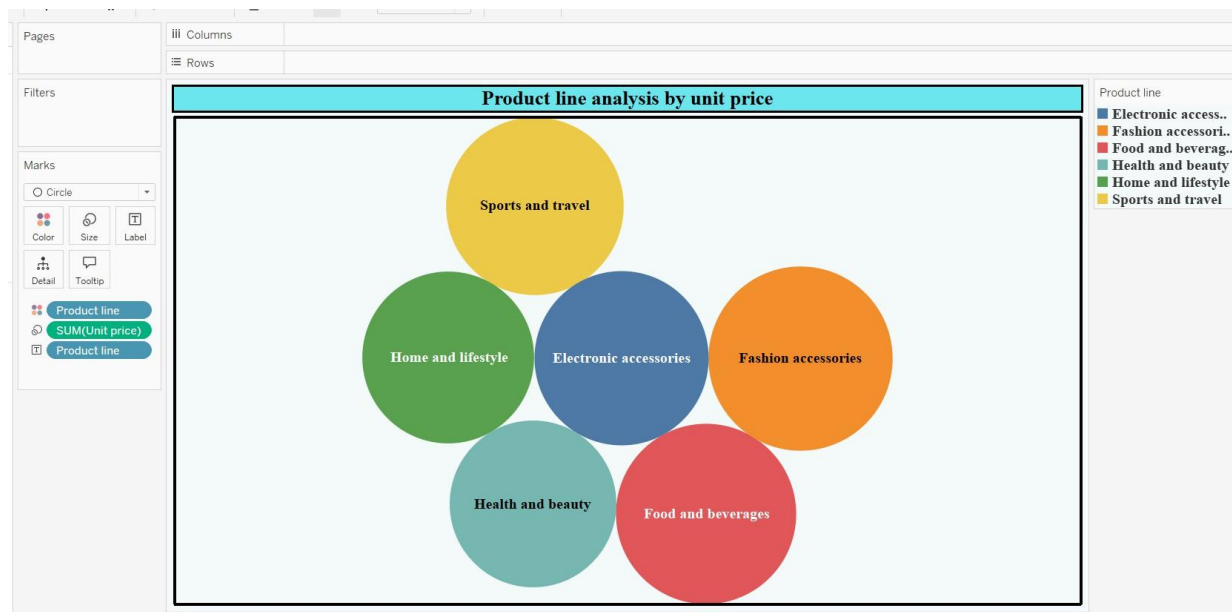 Pages
Columns
Rows
Filters
Product line analysis by unit price
Product line
Electronic access..
Fashion accessori..
Food and beverag..
Health and beauty
Home and lifestyle
Sports and travel
Marks
Circle
Color Size Label
Detail Tooltip
Product line
SUM(Unit price)
Product line
Sports and travel
Home and lifestyle
Electronic accessories
Fashion accessories
Health and beauty
Food and beverages